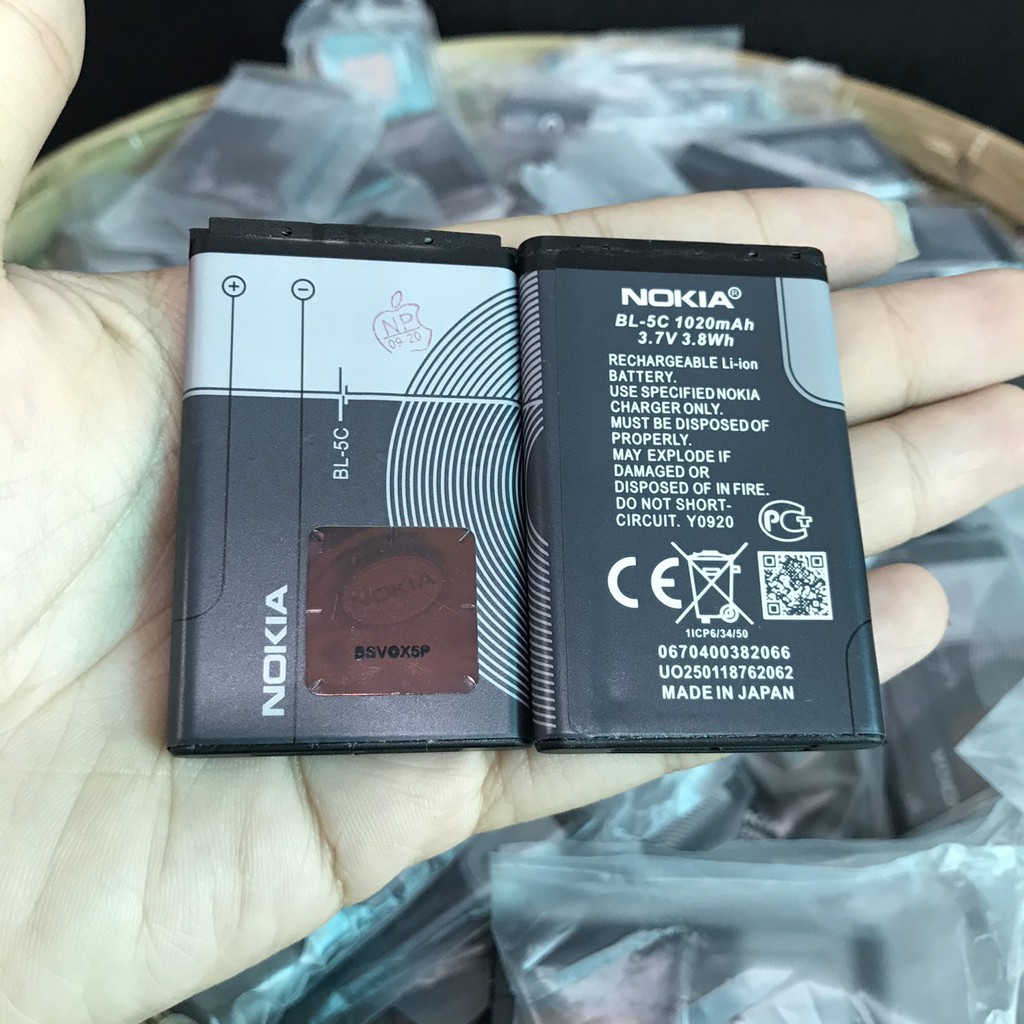 +
−
NP
09.20
BL-5C
NOKIA
NOKIA
BSVOX5P
NOKIA®
BL-5C 1020mAh
3.7V 3.8Wh
RECHARGEABLE Li-ion
BATTERY.
USE SPECIFIED NOKIA
CHARGER ONLY.
MUST BE DISPOSED OF
PROPERLY.
MAY EXPLODE IF
DAMAGED OR
DISPOSED OF IN FIRE.
DO NOT SHORT-
CIRCUIT. Y0920
PCT
CE
1ICP6/34/50
0670400382066
UO250118762062
MADE IN JAPAN